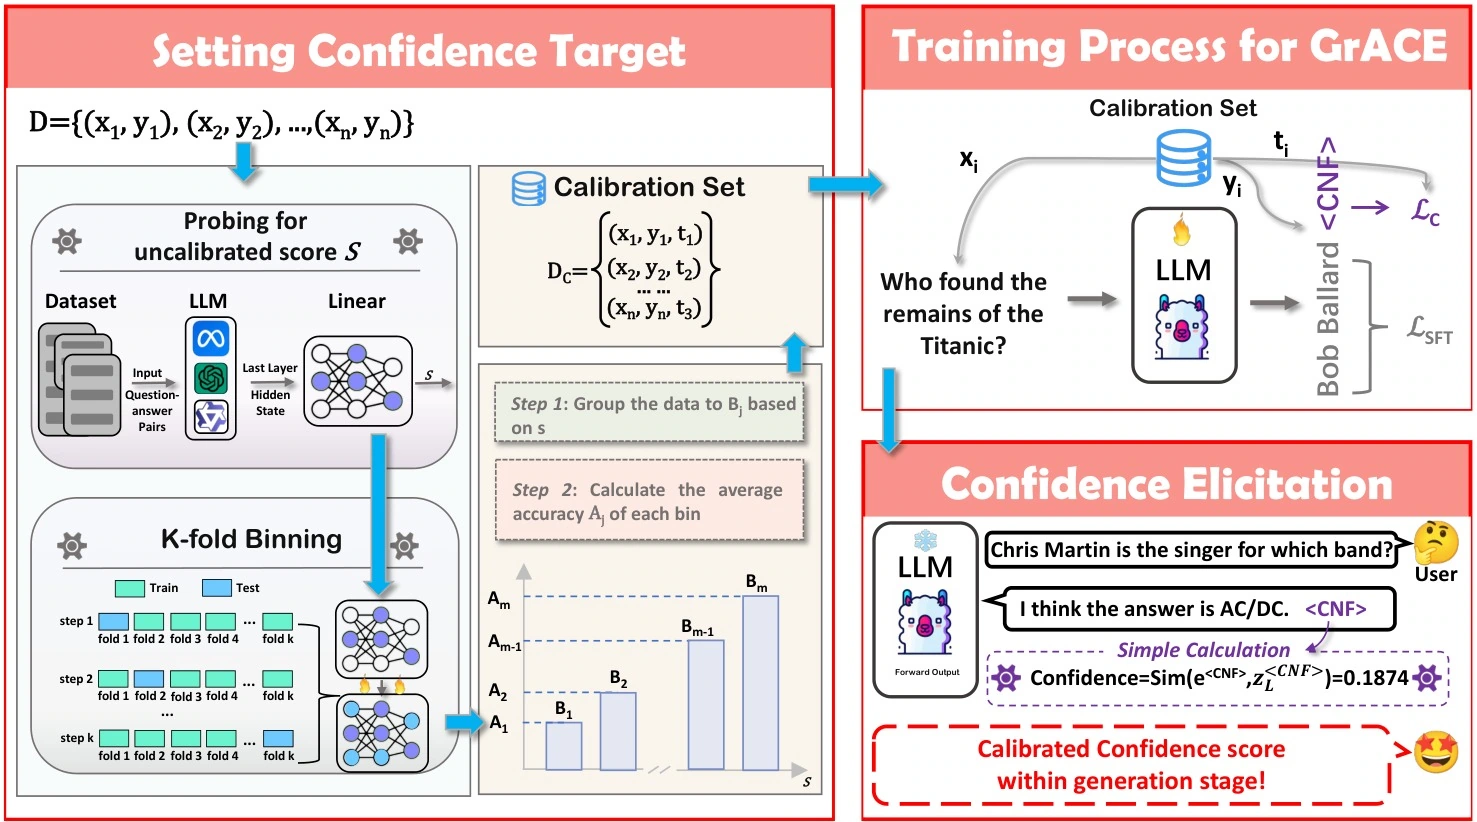 Setting Confidence Target
D={(x₁, y₁), (x₂, y₂), ...,(xₙ, yₙ)}
Probing for
uncalibrated score S
Dataset
LLM
Linear
Input
Question-
answer
Pairs
Last Layer
Hidden
State
S
K-fold Binning
Train
Test
step 1
fold 1 fold 2 fold 3 fold 4 ... fold k
step 2
fold 1 fold 2 fold 3 fold 4 ... fold k
...
step k
fold 1 fold 2 fold 3 fold 4 ... fold k
Calibration Set
D_C={(x₁, y₁, t₁)
(x₂, y₂, t₂)
... ...
(xₙ, yₙ, t₃)}
Step 1: Group the data to Bⱼ based
on s
Step 2: Calculate the average
accuracy Aⱼ of each bin
Aₘ
Aₘ₋₁
A₂
A₁
B₁
B₂
Bₘ₋₁
Bₘ
s
Training Process for GrACE
Calibration Set
xᵢ
yᵢ
tᵢ
Who found the
remains of the
Titanic?
LLM
Bob Ballard <CNF>
ℒ_C
ℒ_SFT
Confidence Elicitation
LLM
Forward Output
Chris Martin is the singer for which band?
User
I think the answer is AC/DC. <CNF>
Simple Calculation
Confidence=Sim(e^<CNF>,z_L^<CNF>)=0.1874
Calibrated Confidence score
within generation stage!